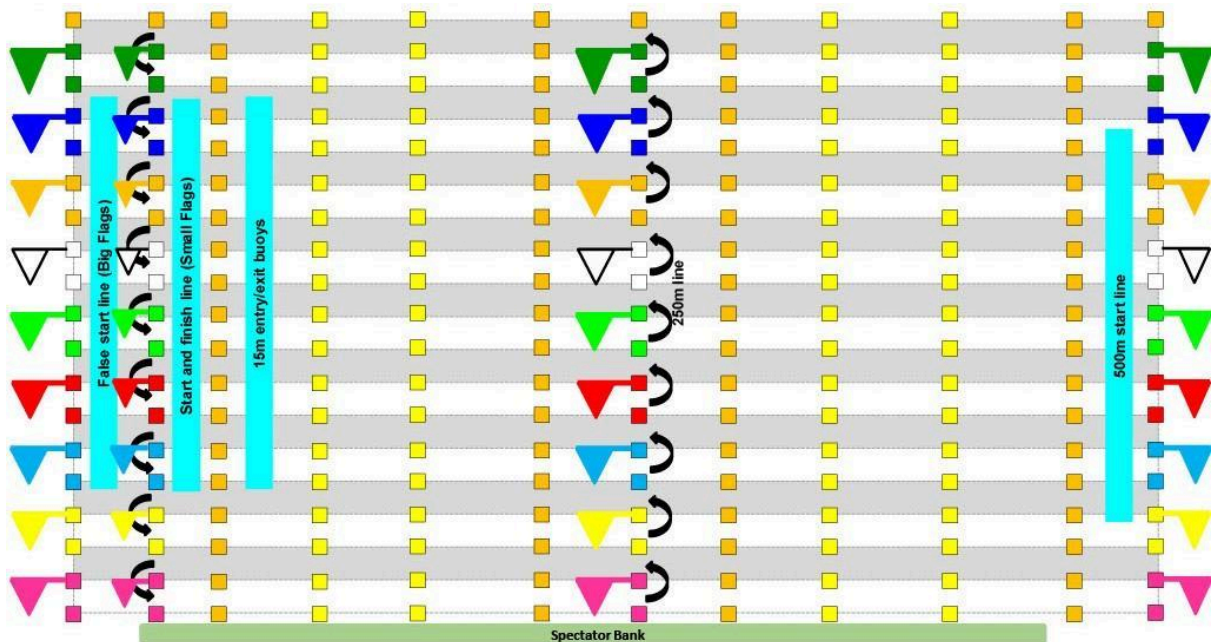 False start line (Big Flags)
Start and finish line (Small Flags)
15m entry/exit buoys
250m line
500m start line
Spectator Bank